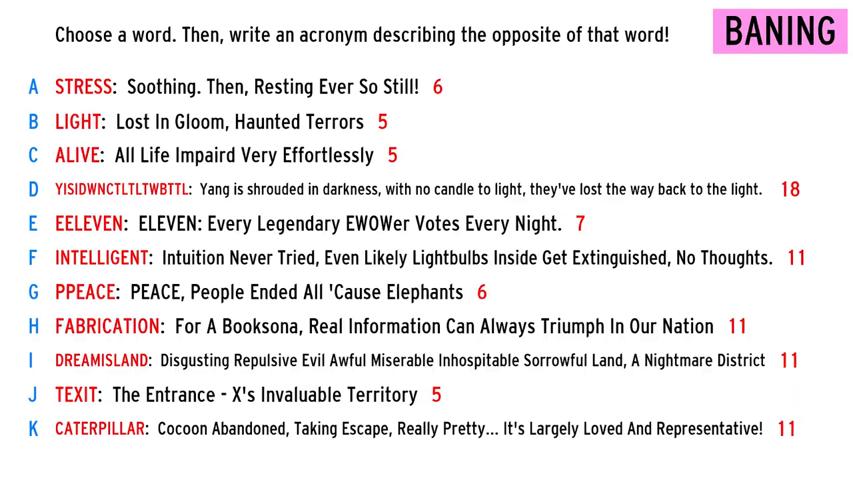 Choose a word. Then, write an acronym describing the opposite of that word! BANING
A STRESS: Soothing. Then, Resting Ever So Still! 6
B LIGHT: Lost In Gloom, Haunted Terrors 5
C ALIVE: All Life Impaird Very Effortlessly 5
D YISIDWNCTLTLTWBTTL: Yang is shrouded in darkness, with no candle to light, they've lost the way back to the light. 18
E EELEVEN: ELEVEN: Every Legendary EWOWer Votes Every Night. 7
F INTELLIGENT: Intuition Never Tried, Even Likely Lightbulbs Inside Get Extinguished, No Thoughts. 11
G PPEACE: PEACE, People Ended All 'Cause Elephants 6
H FABRICATION: For A Booksona, Real Information Can Always Triumph In Our Nation 11
I DREAMISLAND: Disgusting Repulsive Evil Awful Miserable Inhospitable Sorrowful Land, A Nightmare District 11
J TEXIT: The Entrance - X's Invaluable Territory 5
K CATERPILLAR: Cocoon Abandoned, Taking Escape, Really Pretty... It's Largely Loved And Representative! 11